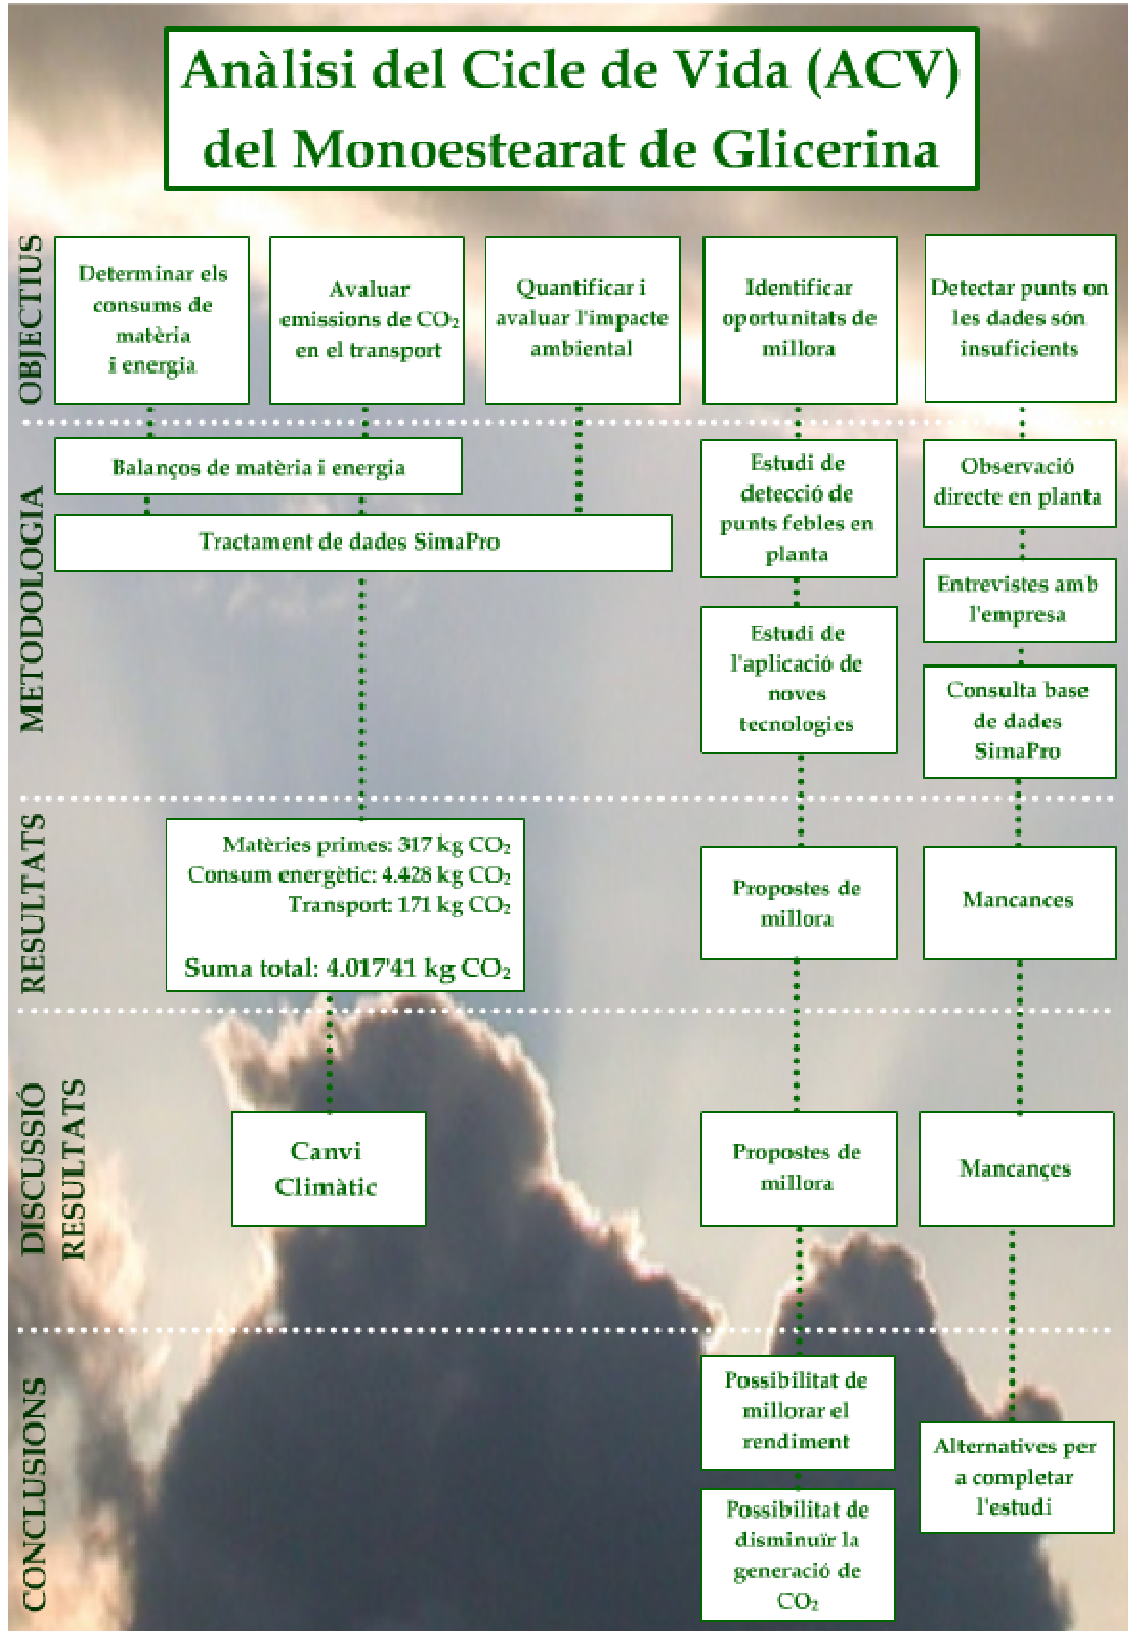 Anàlisi del Cicle de Vida (ACV)
del Monoestearat de Glicerina
OBJECTIUS
Determinar els
consums de
matèria
i energia
Avaluar
emissions de CO₂
en el transport
Quantificar i
avaluar l'impacte
ambiental
Identificar
oportunitats de
millora
Detectar punts on
les dades són
insuficients
METODOLOGIA
Balanços de matèria i energia
Tractament de dades SimaPro
Estudi de
detecció de
punts febles en
planta
Estudi de
l'aplicació de
noves
tecnologies
Observació
directe en planta
Entrevistes amb
l'empresa
Consulta base
de dades
SimaPro
RESULTATS
Matèries primes: 317 kg CO₂
Consum energètic: 4.428 kg CO₂
Transport: 171 kg CO₂
Suma total: 4.017'41 kg CO₂
Propostes de
millora
Mancances
DISCUSSIÓ
RESULTATS
Canvi
Climàtic
Propostes de
millora
Mancançes
CONCLUSIONS
Possibilitat de
millorar el
rendiment
Possibilitat de
disminuïr la
generació de
CO₂
Alternatives per
a completar
l'estudi